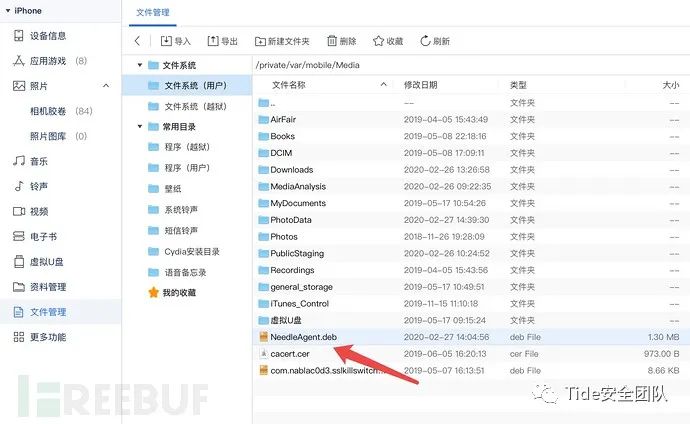 iPhone
设备信息
应用游戏 (8)
照片
相机胶卷 (84)
照片图库 (0)
音乐
铃声
视频
电子书
虚拟U盘
资料管理
文件管理
更多功能
文件管理
导入 导出 新建文件夹 删除 收藏 刷新
文件系统
文件系统（用户）
文件系统（越狱）
常用目录
程序（越狱）
程序（用户）
壁纸
系统铃声
短信铃声
Cydia安装目录
语音备忘录
我的收藏
/private/var/mobile/Media
文件名称 修改日期 类型 大小
.. -- 文件夹 --
AirFair 2019-04-05 15:43:49 文件夹 --
Books 2019-05-08 22:18:16 文件夹 --
DCIM 2019-05-08 17:09:11 文件夹 --
Downloads 2020-02-26 13:26:58 文件夹 --
MediaAnalysis 2020-02-26 09:22:35 文件夹 --
MyDocuments 2019-05-17 10:54:26 文件夹 --
PhotoData 2020-02-27 14:39:30 文件夹 --
Photos 2018-11-26 19:28:09 文件夹 --
PublicStaging 2020-02-26 10:24:52 文件夹 --
Recordings 2019-04-05 15:43:56 文件夹 --
general_storage 2019-05-17 10:49:51 文件夹 --
iTunes_Control 2019-11-15 11:10:18 文件夹 --
虚拟U盘 2019-05-17 09:15:24 文件夹 --
NeedleAgent.deb 2020-02-27 14:04:56 deb File 1.30 MB
cacert.cer 2019-06-05 16:20:13 cer File 973.00 B
com.nablac0d3.sslkillswitch... 2019-05-07 16:13:51 deb File 8.66 KB
FREEBUF
Tide安全团队